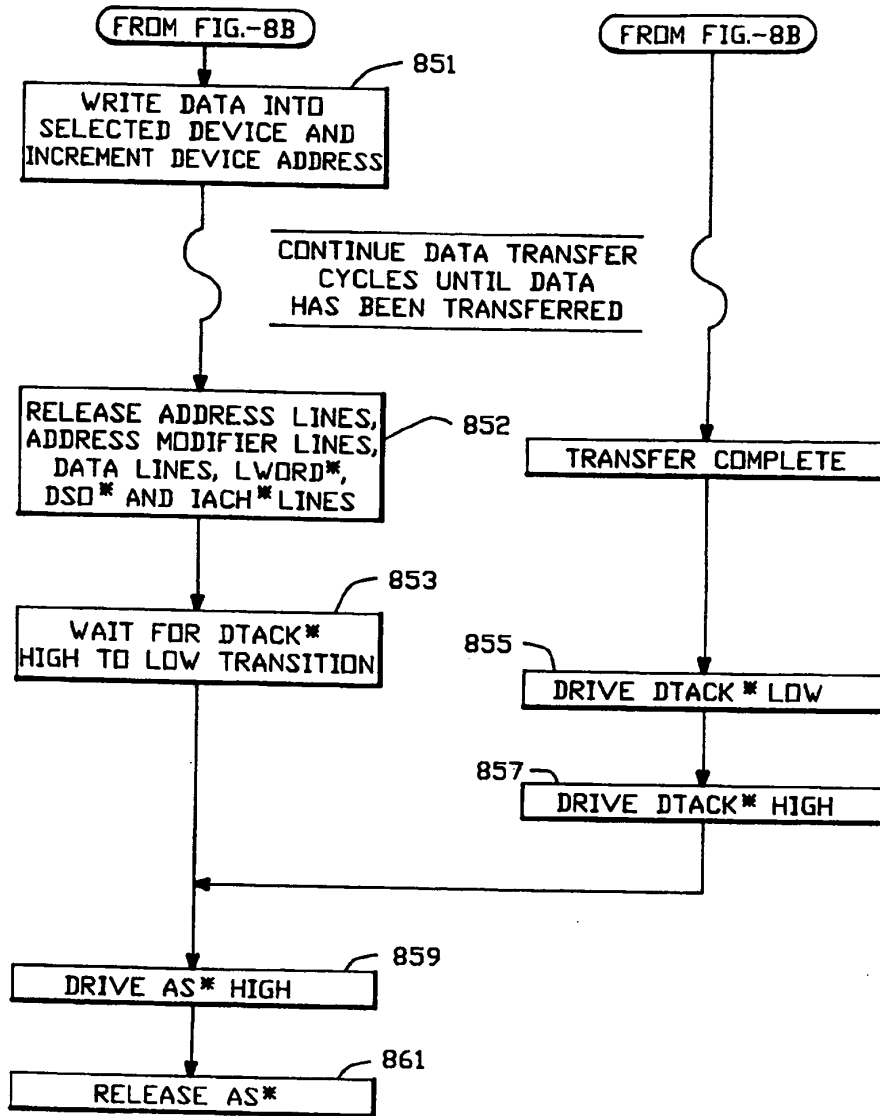 FROM FIG.-8B
FROM FIG.-8B
851
WRITE DATA INTO
SELECTED DEVICE AND
INCREMENT DEVICE ADDRESS
CONTINUE DATA TRANSFER
CYCLES UNTIL DATA
HAS BEEN TRANSFERRED
RELEASE ADDRESS LINES,
ADDRESS MODIFIER LINES,
DATA LINES, LWORD*,
DSO* AND IACH* LINES
852
TRANSFER COMPLETE
853
WAIT FOR DTACK*
HIGH TO LOW TRANSITION
855
DRIVE DTACK* LOW
857
DRIVE DTACK* HIGH
859
DRIVE AS* HIGH
861
RELEASE AS*